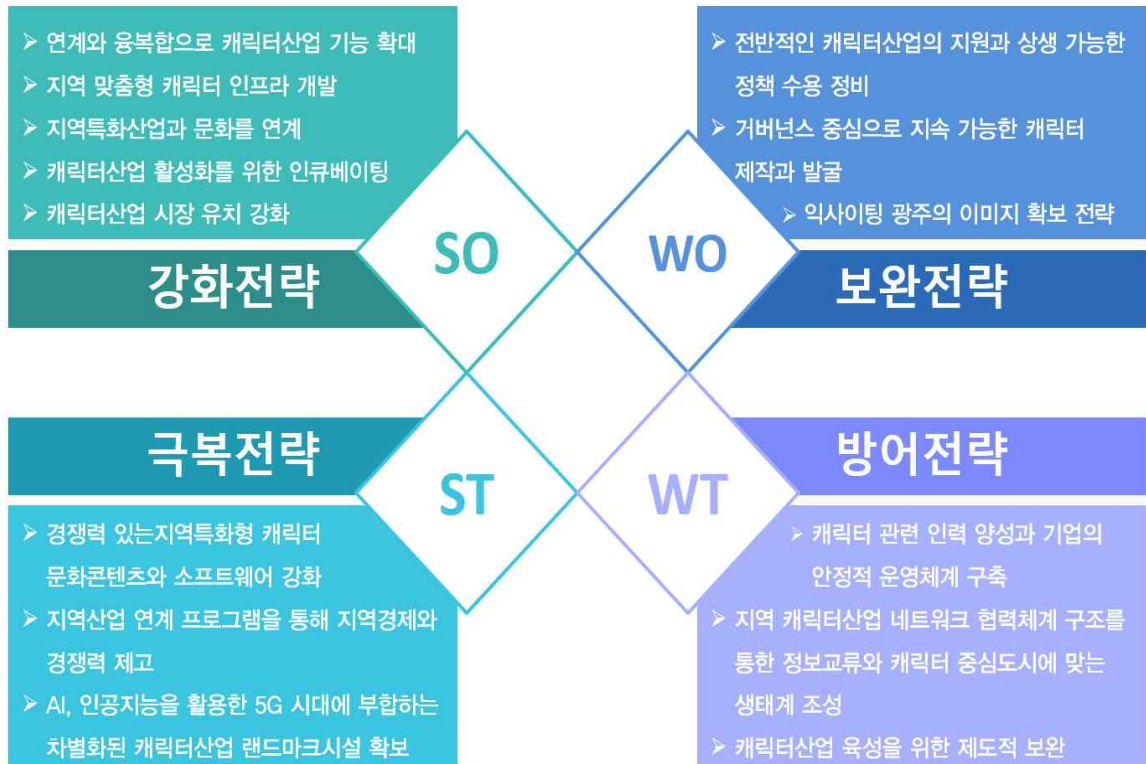 ➢ 연계와 융복합으로 캐릭터산업 기능 확대
➢ 지역 맞춤형 캐릭터 인프라 개발
➢ 지역특화산업과 문화를 연계
➢ 캐릭터산업 활성화를 위한 인큐베이팅
➢ 캐릭터산업 시장 유치 강화
SO
강화전략
➢ 전반적인 캐릭터산업의 지원과 상생 가능한
정책 수용 정비
➢ 거버넌스 중심으로 지속 가능한 캐릭터
제작과 발굴
➢ 익사이팅 광주의 이미지 확보 전략
WO
보완전략
극복전략
ST
➢ 경쟁력 있는지역특화형 캐릭터
문화콘텐츠와 소프트웨어 강화
➢ 지역산업 연계 프로그램을 통해 지역경제와
경쟁력 제고
➢ AI, 인공지능을 활용한 5G 시대에 부합하는
차별화된 캐릭터산업 랜드마크시설 확보
방어전략
WT
➢ 캐릭터 관련 인력 양성과 기업의
안정적 운영체계 구축
➢ 지역 캐릭터산업 네트워크 협력체계 구조를
통한 정보교류와 캐릭터 중심도시에 맞는
생태계 조성
➢ 캐릭터산업 육성을 위한 제도적 보완